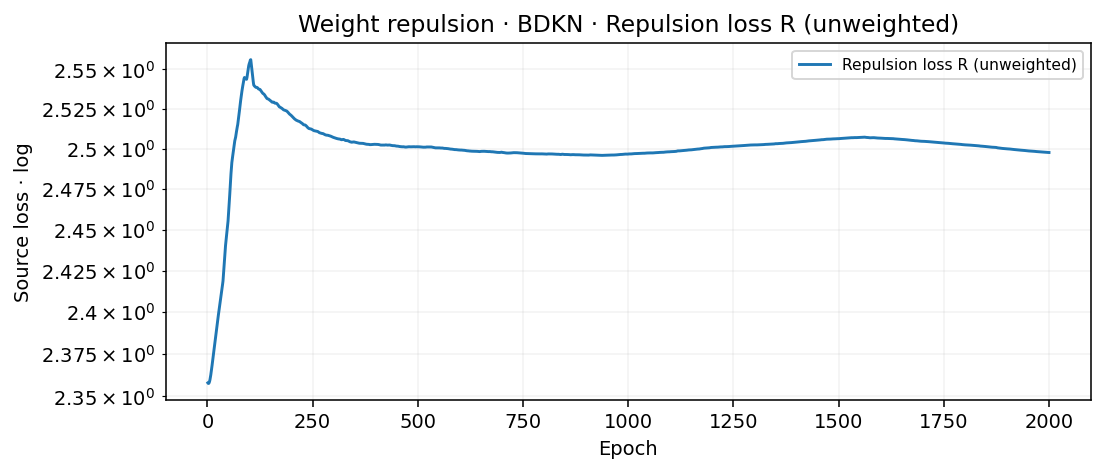 Weight repulsion · BDKN · Repulsion loss R (unweighted)
Repulsion loss R (unweighted)
Source loss · log
2.55 × 10⁰
2.525 × 10⁰
2.5 × 10⁰
2.475 × 10⁰
2.45 × 10⁰
2.425 × 10⁰
2.4 × 10⁰
2.375 × 10⁰
2.35 × 10⁰
0 250 500 750 1000 1250 1500 1750 2000
Epoch